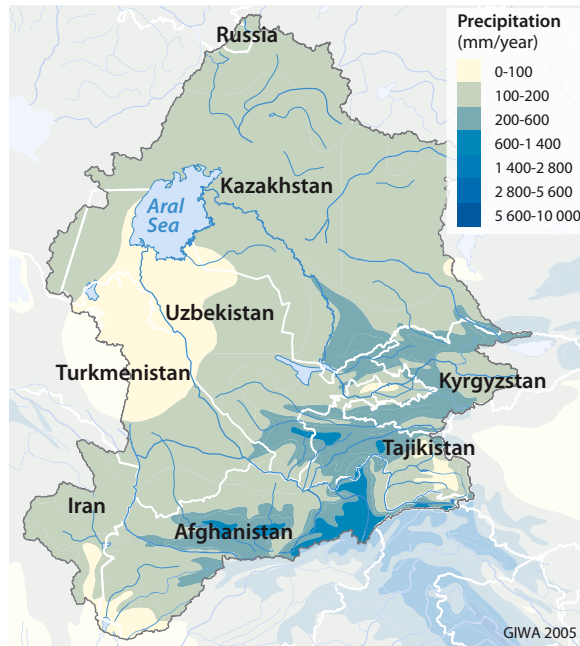 Precipitation
(mm/year)
0-100
100-200
200-600
600-1 400
1 400-2 800
2 800-5 600
5 600-10 000
Russia
Kazakhstan
Aral
Sea
Uzbekistan
Turkmenistan
Kyrgyzstan
Tajikistan
Iran
Afghanistan
GIWA 2005